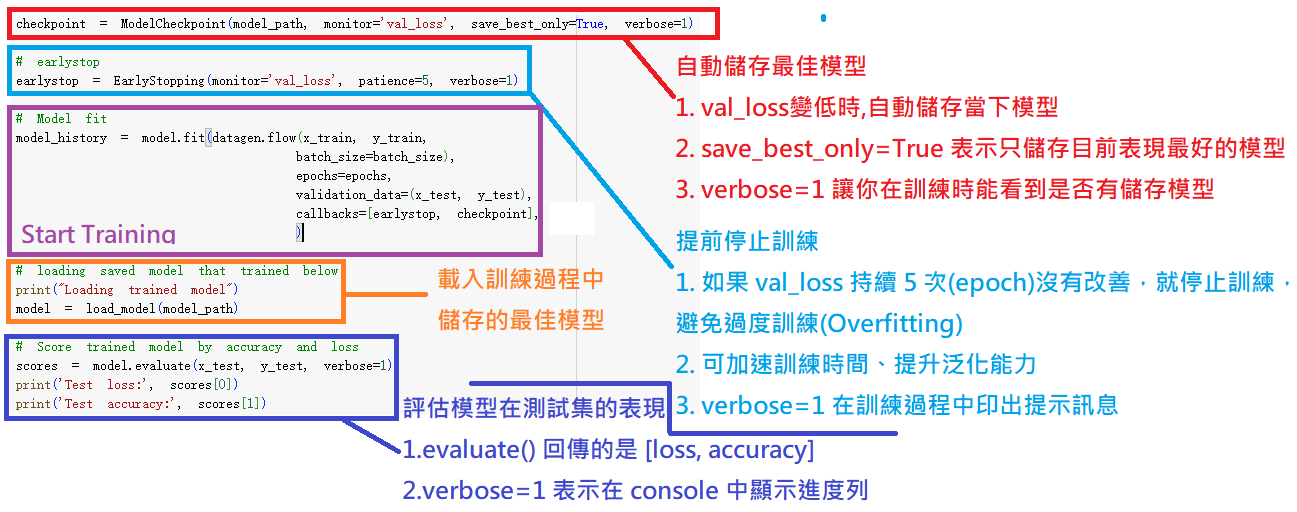 checkpoint = ModelCheckpoint(model_path, monitor='val_loss', save_best_only=True, verbose=1)
# earlystop
earlystop = EarlyStopping(monitor='val_loss', patience=5, verbose=1)
# Model fit
model_history = model.fit(datagen.flow(x_train, y_train,
batch_size=batch_size),
epochs=epochs,
validation_data=(x_test, y_test),
callbacks=[earlystop, checkpoint],
)
Start Training
# loading saved model that trained below
print("Loading trained model")
model = load_model(model_path)
# Score trained model by accuracy and loss
scores = model.evaluate(x_test, y_test, verbose=1)
print('Test loss:', scores[0])
print('Test accuracy:', scores[1])
自動儲存最佳模型
1. val_loss變低時,自動儲存當下模型
2. save_best_only=True 表示只儲存目前表現最好的模型
3. verbose=1 讓你在訓練時能看到是否有儲存模型
提前停止訓練
1. 如果 val_loss 持續 5 次(epoch)沒有改善，就停止訓練，
避免過度訓練(Overfitting)
2. 可加速訓練時間、提升泛化能力
3. verbose=1 在訓練過程中印出提示訊息
載入訓練過程中
儲存的最佳模型
評估模型在測試集的表現
1.evaluate() 回傳的是 [loss, accuracy]
2.verbose=1 表示在 console 中顯示進度列